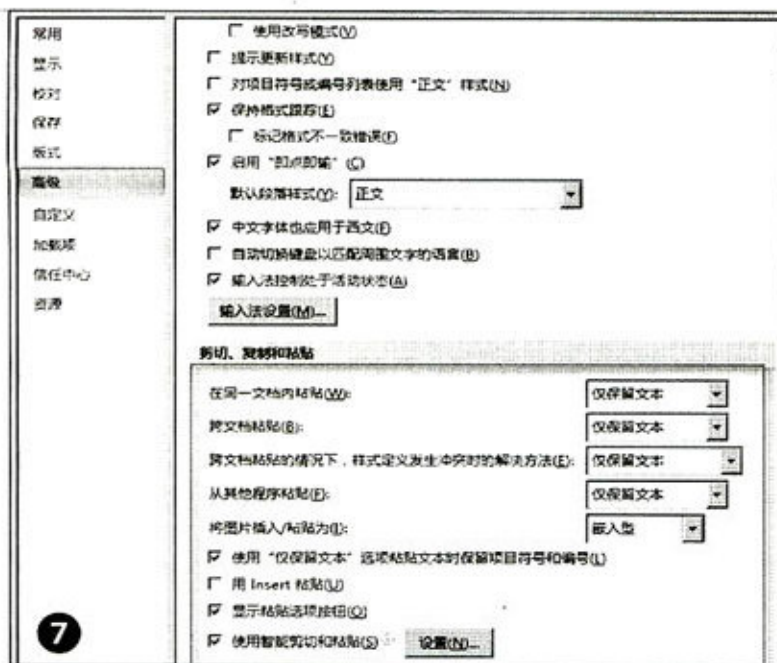 常用
显示
校对
保存
版式
高级
自定义
加载项
信任中心
资源
使用改写模式(V)
提示更新样式(Y)
对项目符号或编号列表使用“正文”样式(N)
保持格式跟踪(E)
标记格式不一致错误(F)
启用“即点即输”(C)
默认段落样式(Y): 正文
中文字体也应用于西文(F)
自动切换键盘以匹配周围文字的语言(B)
输入法控制处于活动状态(A)
输入法设置(M)...
剪切、复制和粘贴
在同一文档内粘贴(W): 仅保留文本
跨文档粘贴(B): 仅保留文本
跨文档粘贴的情况下，样式定义发生冲突时的解决方法(E): 仅保留文本
从其他程序粘贴(F): 仅保留文本
将图片插入/粘贴为(I): 嵌入型
使用“仅保留文本”选项粘贴文本时保留项目符号和编号(L)
用 Insert 粘贴(U)
显示粘贴选项按钮(O)
使用智能剪切和粘贴(S) 设置(N)...
7